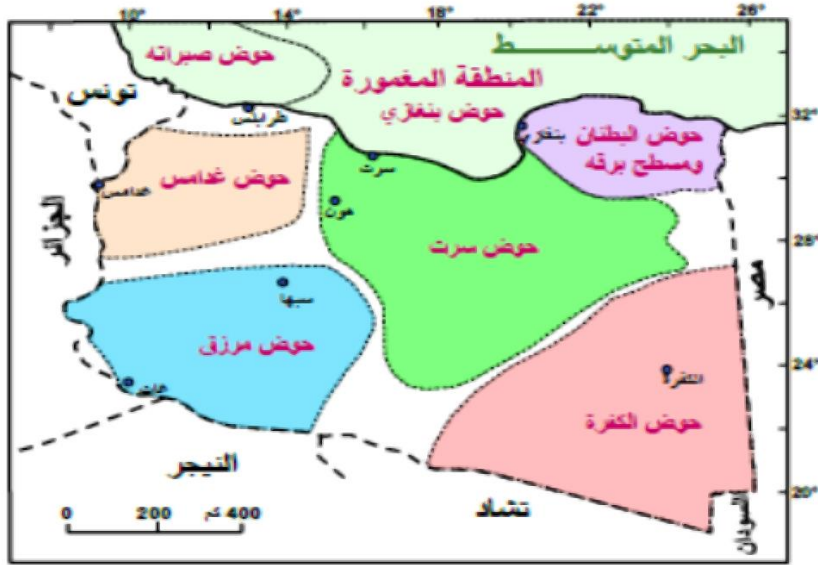 10° 14° 18° 22° 26°
البحر المتوسط
حوض صبراته
المنطقة المغمورة
حوض بنغازي
تونس
32°
طرابلس
بنغازي
حوض البطنان
ومسطح برقه
سرت
غدامس
حوض غدامس
هون
الجزائر
28°
حوض سرت
مصر
سبها
حوض مرزق
24°
الكفرة
غات
حوض الكفرة
النيجر
20°
تشاد
السودان
0 200 400 كم